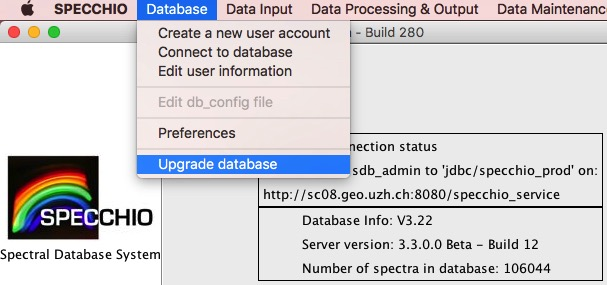 SPECCHIO Database Data Input Data Processing & Output Data Maintenanc
- Build 280
Create a new user account
Connect to database
Edit user information
Edit db_config file
Preferences
Upgrade database
nection status
sdb_admin to 'jdbc/specchio_prod' on:
http://sc08.geo.uzh.ch:8080/specchio_service
Database Info: V3.22
Server version: 3.3.0.0 Beta - Build 12
Number of spectra in database: 106044
SPECCHIO
Spectral Database System